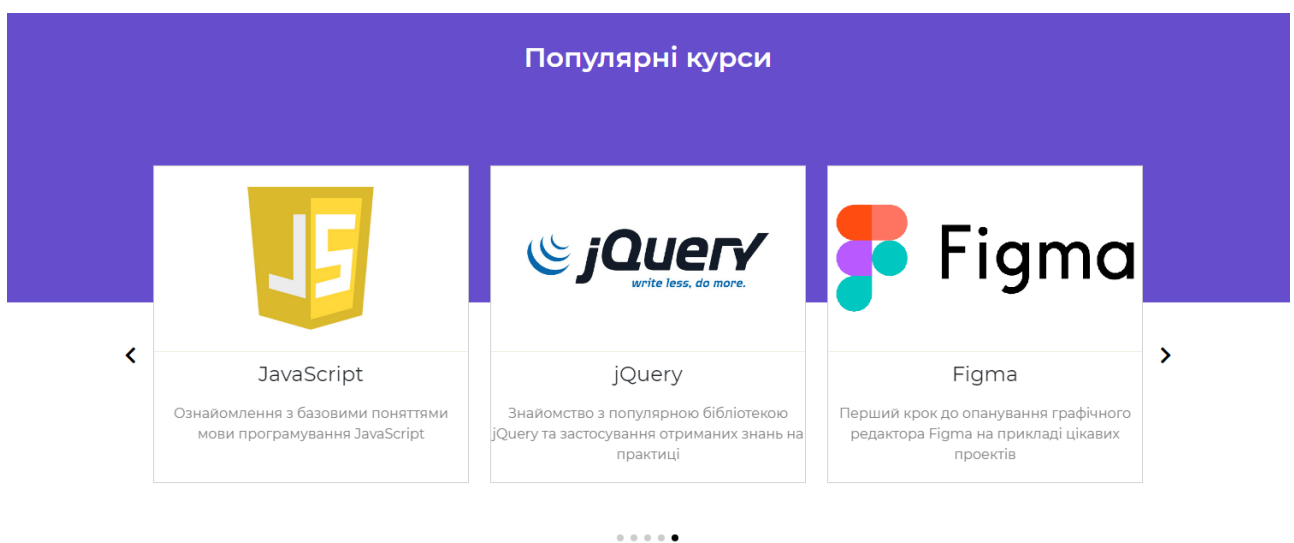 Популярні курси
JS
jQuery
write less, do more.
Figma
JavaScript
Ознайомлення з базовими поняттями
мови програмування JavaScript
jQuery
Знайомство з популярною бібліотекою
jQuery та застосування отриманих знань на
практиці
Figma
Перший крок до опанування графічного
редактора Figma на прикладі цікавих
проектів